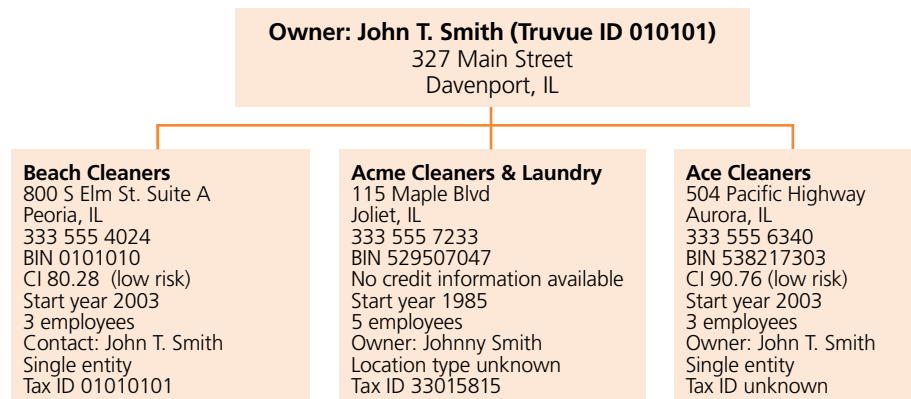 Owner: John T. Smith (Truvue ID 010101)
327 Main Street
Davenport, IL
Beach Cleaners
800 S Elm St. Suite A
Peoria, IL
333 555 4024
BIN 0101010
CI 80.28 (low risk)
Start year 2003
3 employees
Contact: John T. Smith
Single entity
Tax ID 01010101
Acme Cleaners & Laundry
115 Maple Blvd
Joliet, IL
333 555 7233
BIN 529507047
No credit information available
Start year 1985
5 employees
Owner: Johnny Smith
Location type unknown
Tax ID 33015815
Ace Cleaners
504 Pacific Highway
Aurora, IL
333 555 6340
BIN 538217303
CI 90.76 (low risk)
Start year 2003
3 employees
Owner: John T. Smith
Single entity
Tax ID unknown